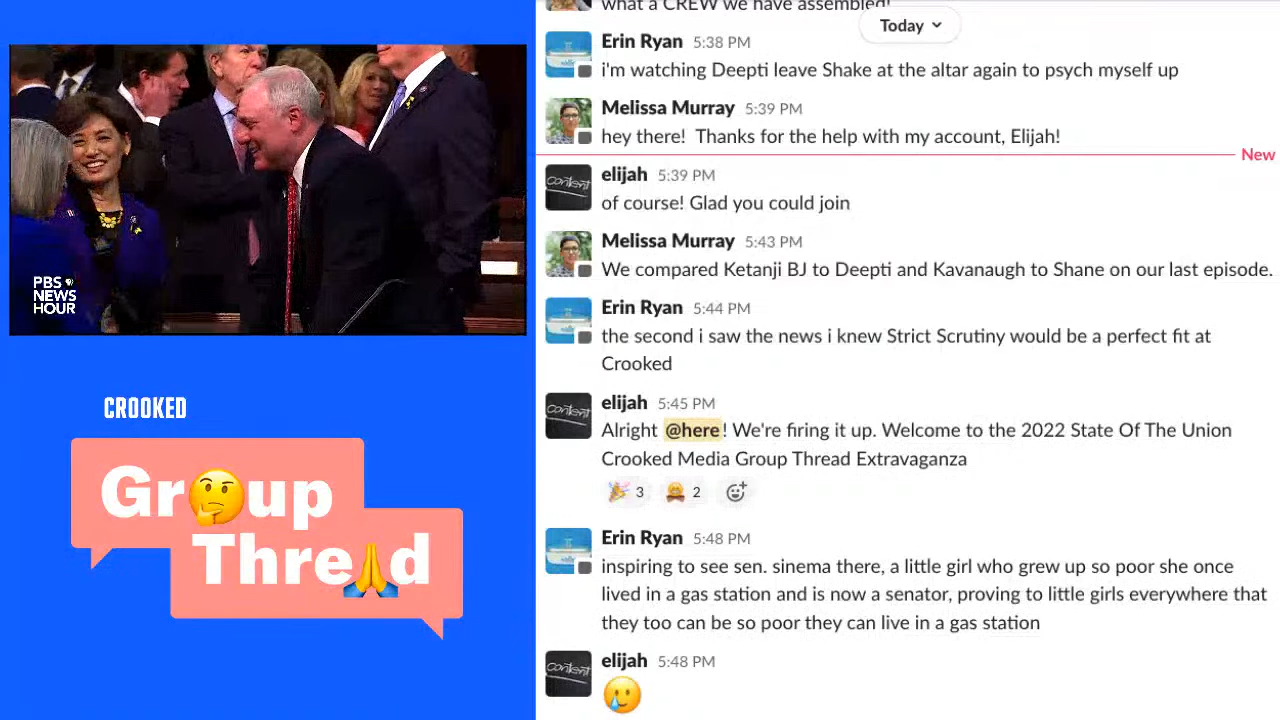 what a CREW we have assembled!
Today
Erin Ryan 5:38 PM
i'm watching Deepti leave Shake at the altar again to psych myself up
Melissa Murray 5:39 PM
hey there! Thanks for the help with my account, Elijah!
New
elijah 5:39 PM
of course! Glad you could join
Melissa Murray 5:43 PM
We compared Ketanji BJ to Deepti and Kavanaugh to Shane on our last episode.
Erin Ryan 5:44 PM
the second i saw the news i knew Strict Scrutiny would be a perfect fit at
Crooked
elijah 5:45 PM
Alright @here! We're firing it up. Welcome to the 2022 State Of The Union
Crooked Media Group Thread Extravaganza
3 2
Erin Ryan 5:48 PM
inspiring to see sen. sinema there, a little girl who grew up so poor she once
lived in a gas station and is now a senator, proving to little girls everywhere that
they too can be so poor they can live in a gas station
elijah 5:48 PM
content
content
content
PBS
NEWS
HOUR
CROOKED
Gr🤔up
Thre🙏d